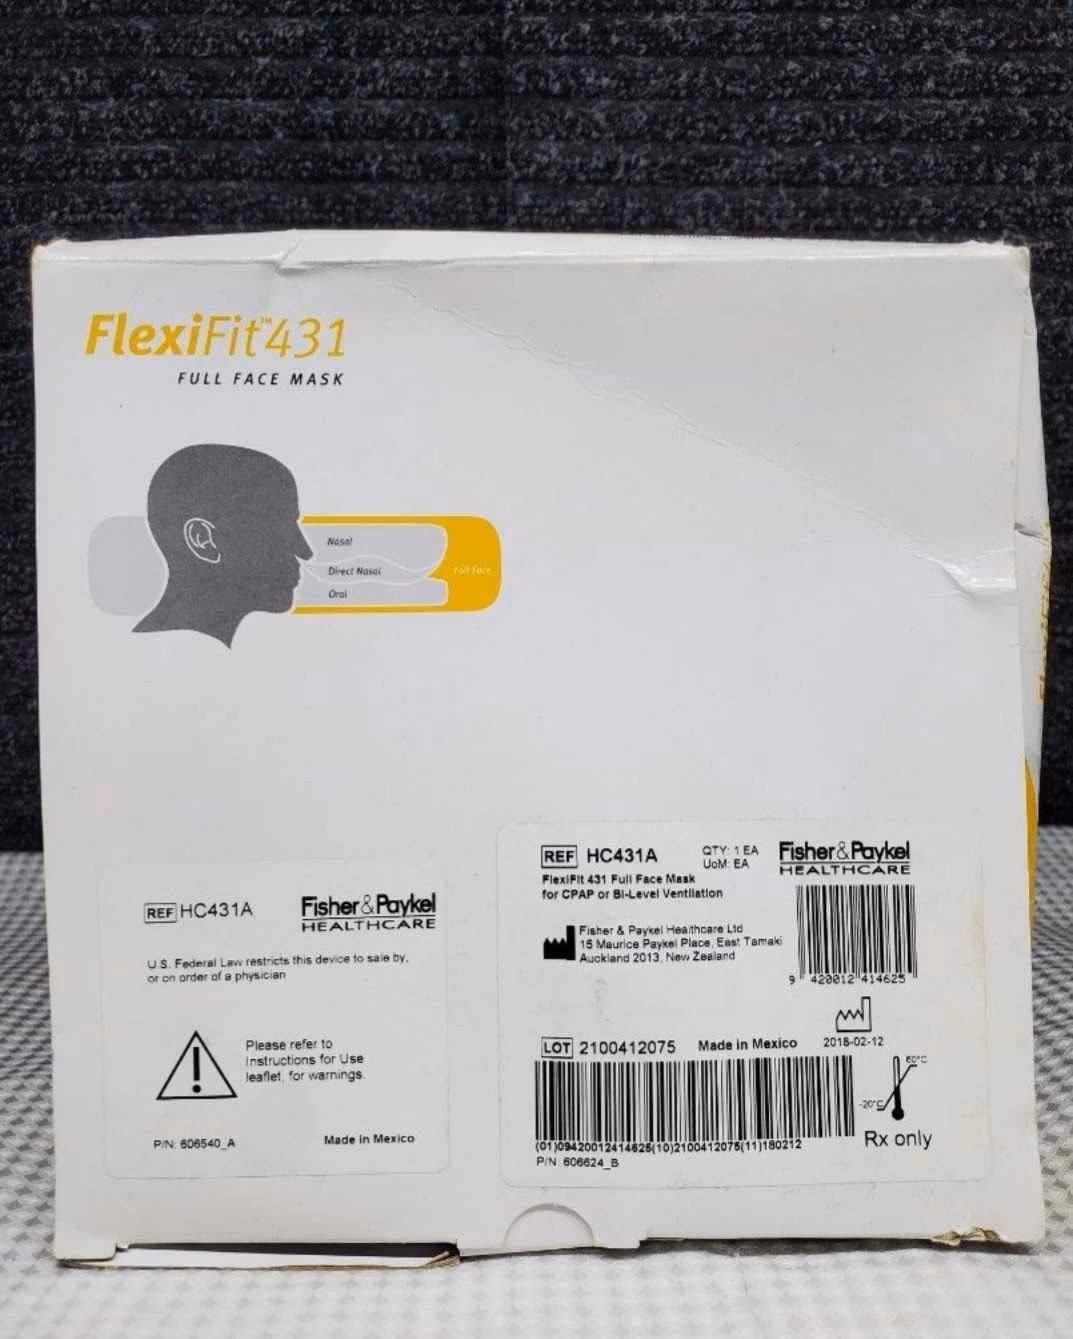 FlexiFit™431
FULL FACE MASK
Nasal
Direct Nasal
Full Face
Oral
REF HC431A
Fisher & Paykel
HEALTHCARE
U.S. Federal Law restricts this device to sale by,
or on order of a physician
Please refer to
Instructions for Use
leaflet, for warnings.
P/N: 606540_A
Made in Mexico
REF HC431A
QTY: 1 EA
UoM: EA
Fisher & Paykel
HEALTHCARE
FlexiFit 431 Full Face Mask
for CPAP or Bi-Level Ventilation
Fisher & Paykel Healthcare Ltd
15 Maurice Paykel Place, East Tamaki
Auckland 2013, New Zealand
9 420012 414625
2018-02-12
LOT 2100412075
Made in Mexico
60°C
-20°C
(01)09420012414625(10)2100412075(11)180212
Rx only
P/N: 606624_B